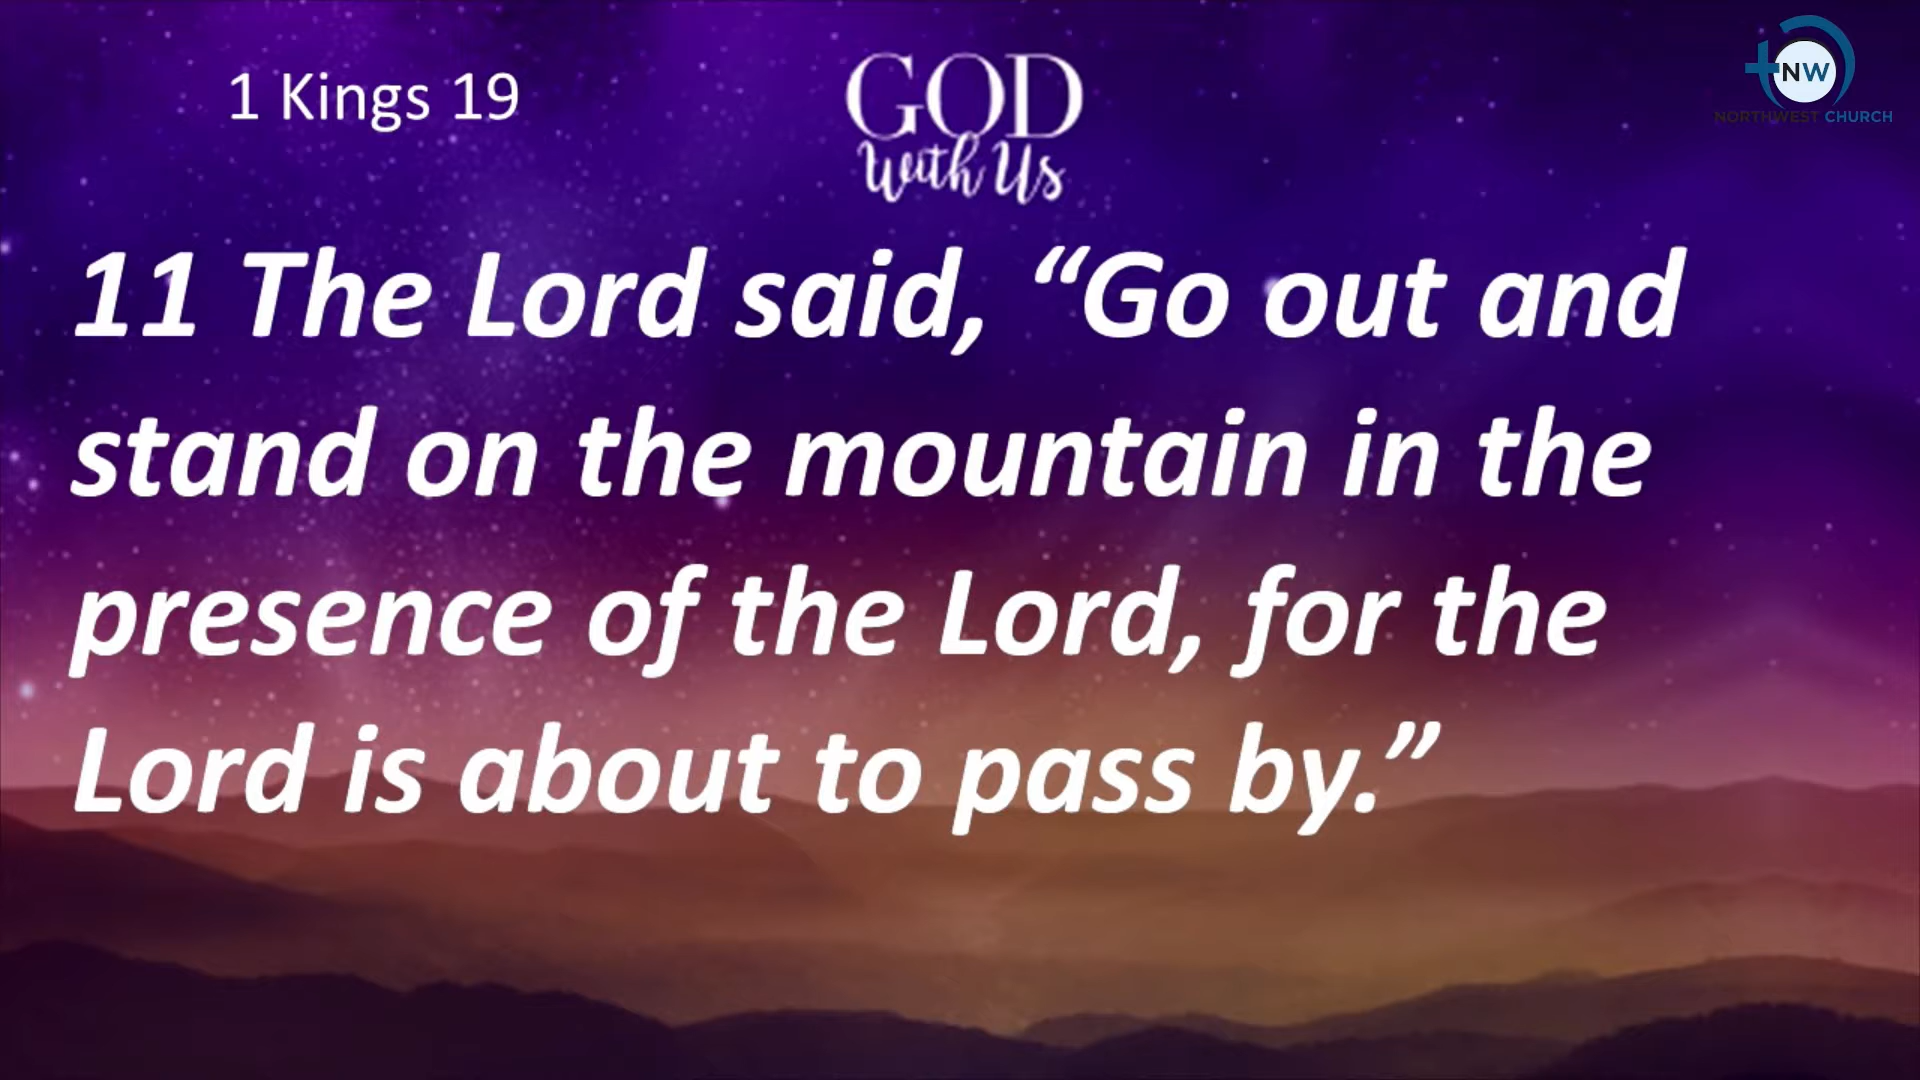 1 Kings 19
GOD
With Us
NW
NORTHWEST CHURCH
11 The Lord said, “Go out and
stand on the mountain in the
presence of the Lord, for the
Lord is about to pass by.”